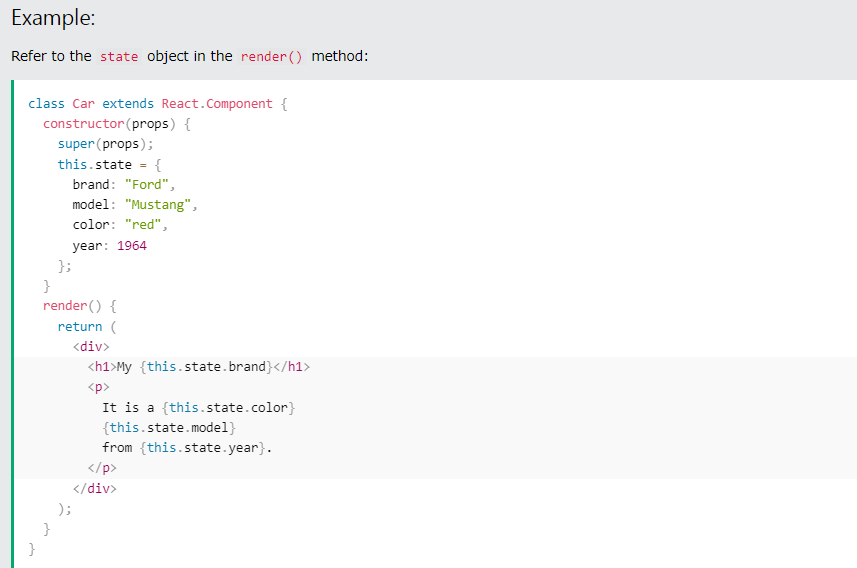 Example:
Refer to the state object in the render() method:
class Car extends React.Component {
  constructor(props) {
    super(props);
    this.state = {
      brand: "Ford",
      model: "Mustang",
      color: "red",
      year: 1964
    };
  }
  render() {
    return (
      <div>
        <h1>My {this.state.brand}</h1>
        <p>
          It is a {this.state.color}
          {this.state.model}
          from {this.state.year}.
        </p>
      </div>
    );
  }
}